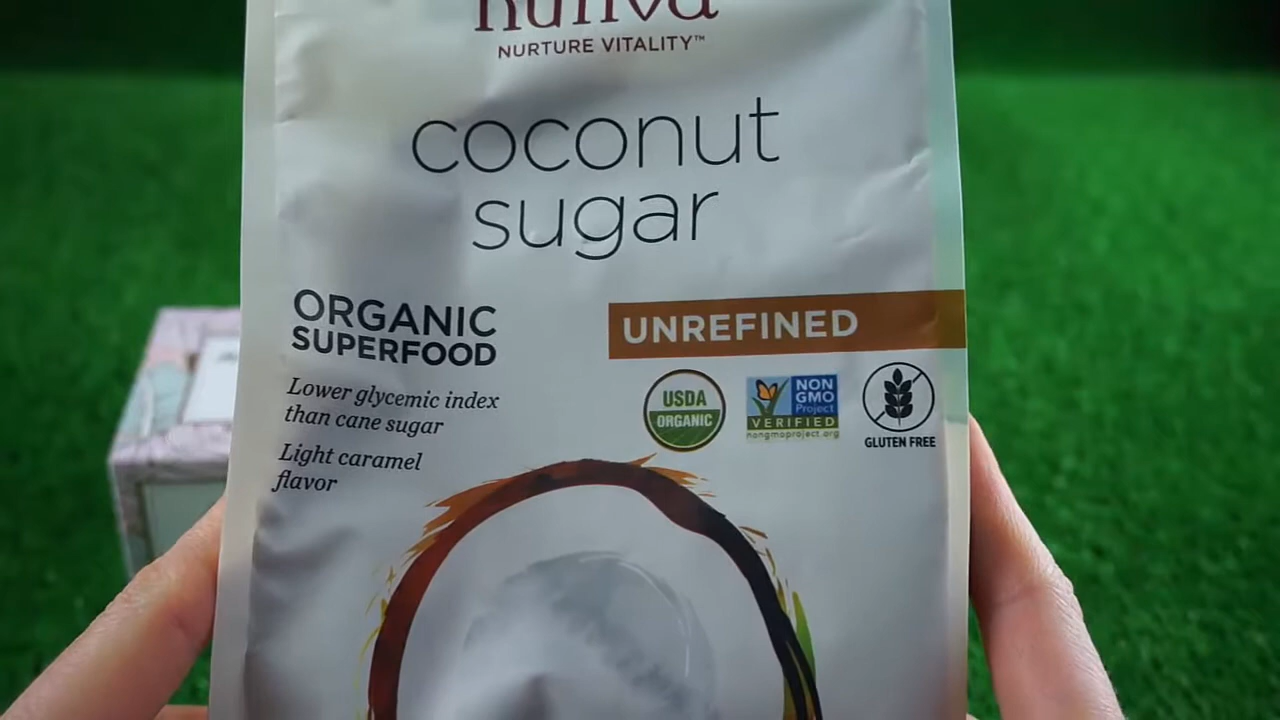 nutiva
NURTURE VITALITY™
coconut
sugar
ORGANIC
SUPERFOOD
UNREFINED
Lower glycemic index
than cane sugar
Light caramel
flavor
USDA
ORGANIC
NON
GMO
Project
VERIFIED
nongmoproject.org
GLUTEN FREE